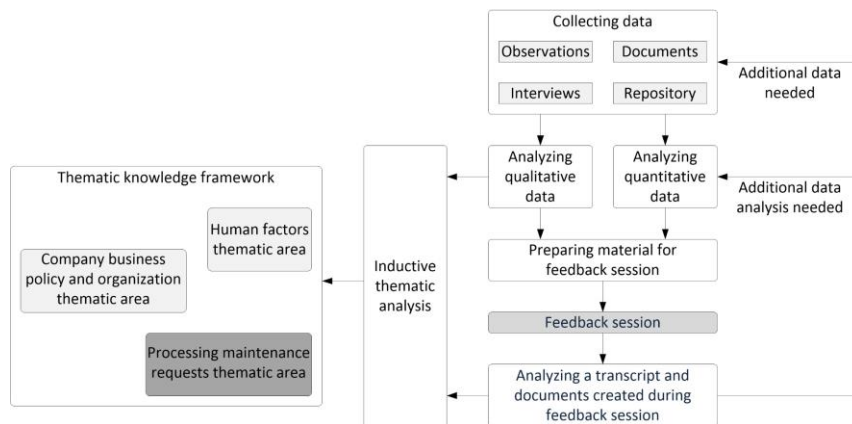 Collecting data
Observations
Documents
Interviews
Repository
Additional data
needed
Analyzing
qualitative
data
Analyzing
quantitative
data
Additional data
analysis needed
Thematic knowledge framework
Human factors
thematic area
Company business
policy and organization
thematic area
Processing maintenance
requests thematic area
Inductive
thematic
analysis
Preparing material for
feedback session
Feedback session
Analyzing a transcript and
documents created during
feedback session